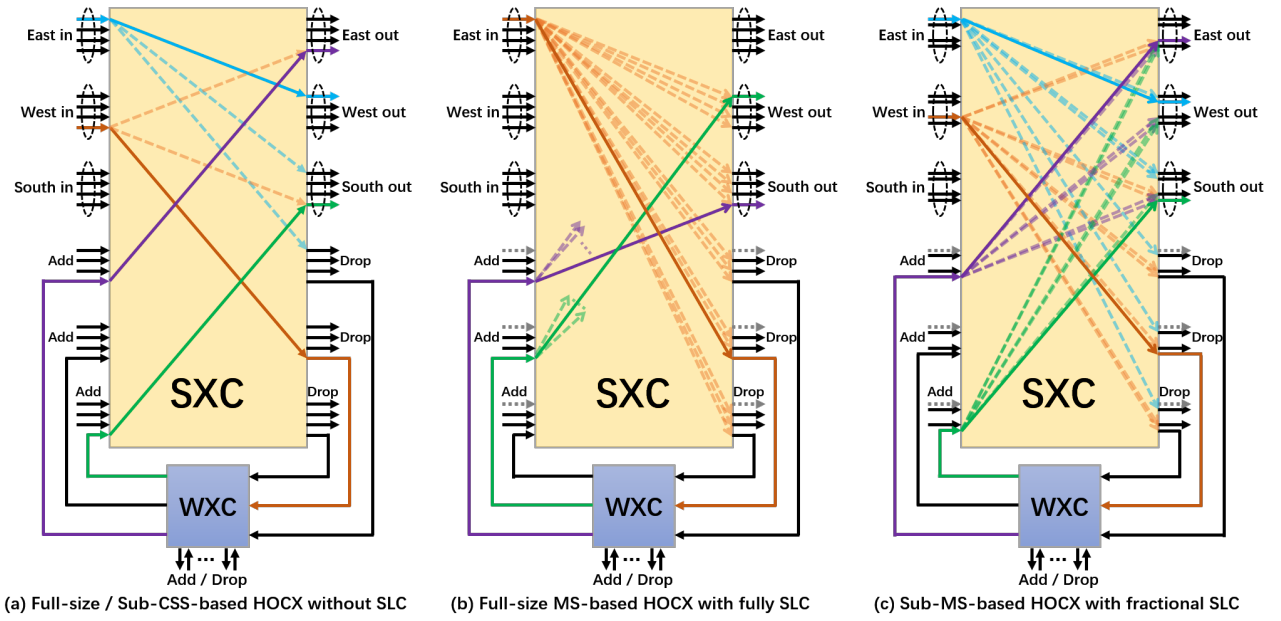 East in
East out
West in
West out
South in
South out
Add
Drop
Add
Drop
SXC
Add
Drop
WXC
...
Add / Drop
(a) Full-size / Sub-CSS-based HOCX without SLC
East in
East out
West in
West out
South in
South out
Add
Drop
Add
Drop
SXC
Add
Drop
WXC
...
Add / Drop
(b) Full-size MS-based HOCX with fully SLC
East in
East out
West in
West out
South in
South out
Add
Drop
Add
Drop
SXC
Add
Drop
WXC
...
Add / Drop
(c) Sub-MS-based HOCX with fractional SLC